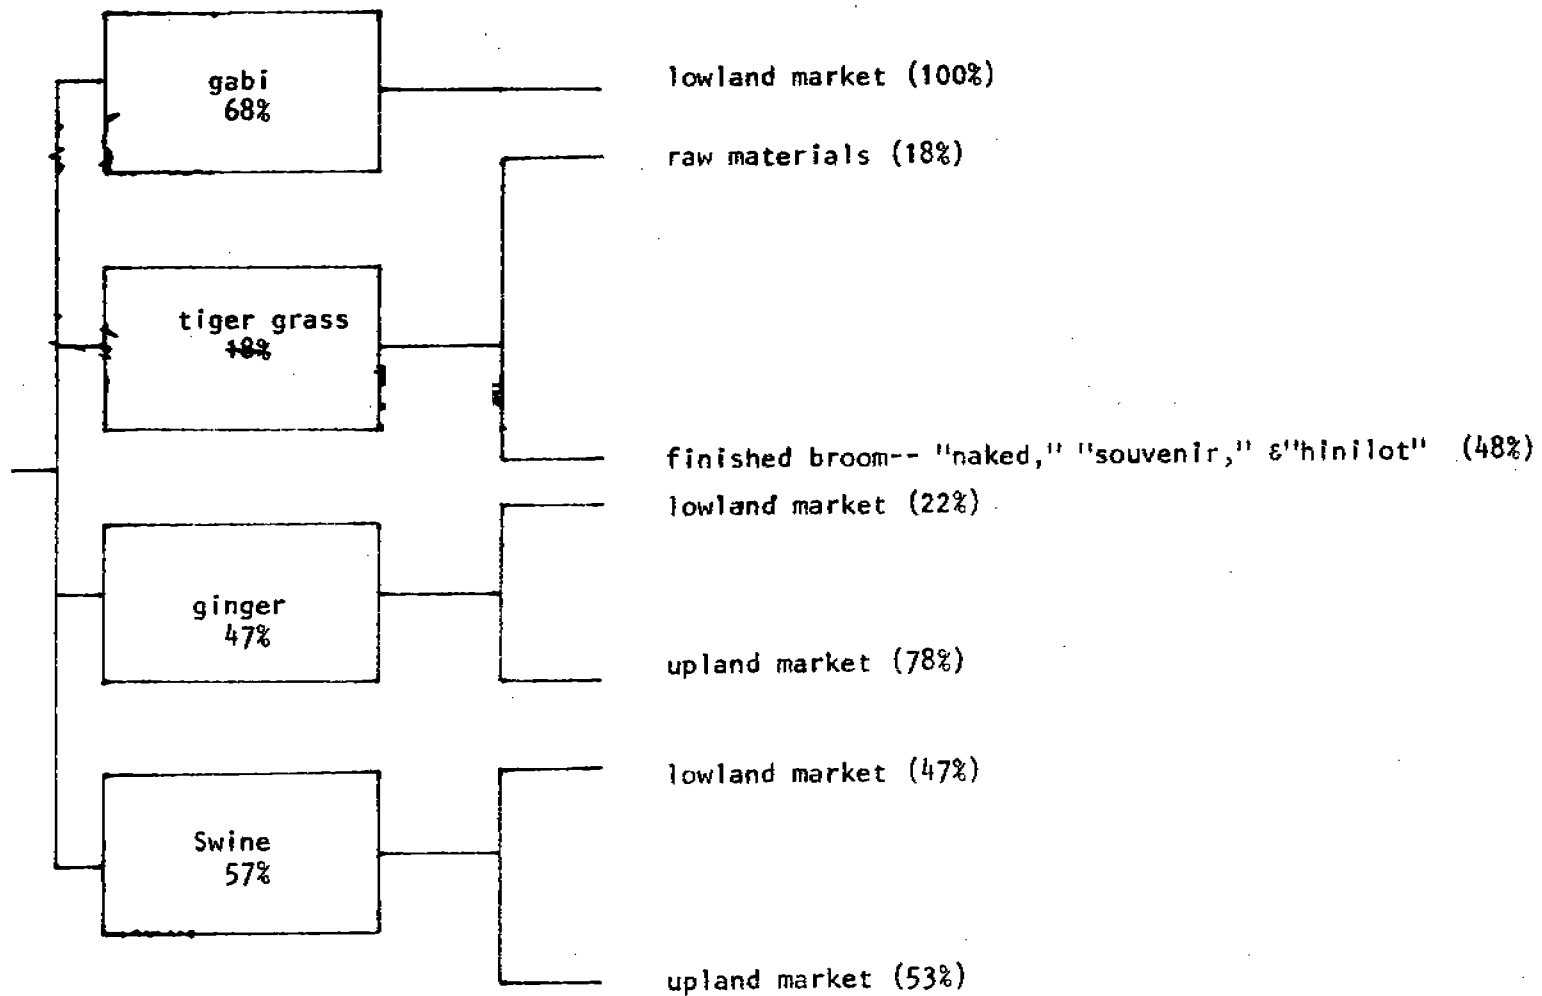 gabi
68%
lowland market (100%)
raw materials (18%)
tiger grass
18%
finished broom-- "naked," "souvenir," &"hinilot" (48%)
lowland market (22%)
ginger
47%
upland market (78%)
lowland market (47%)
Swine
57%
upland market (53%)